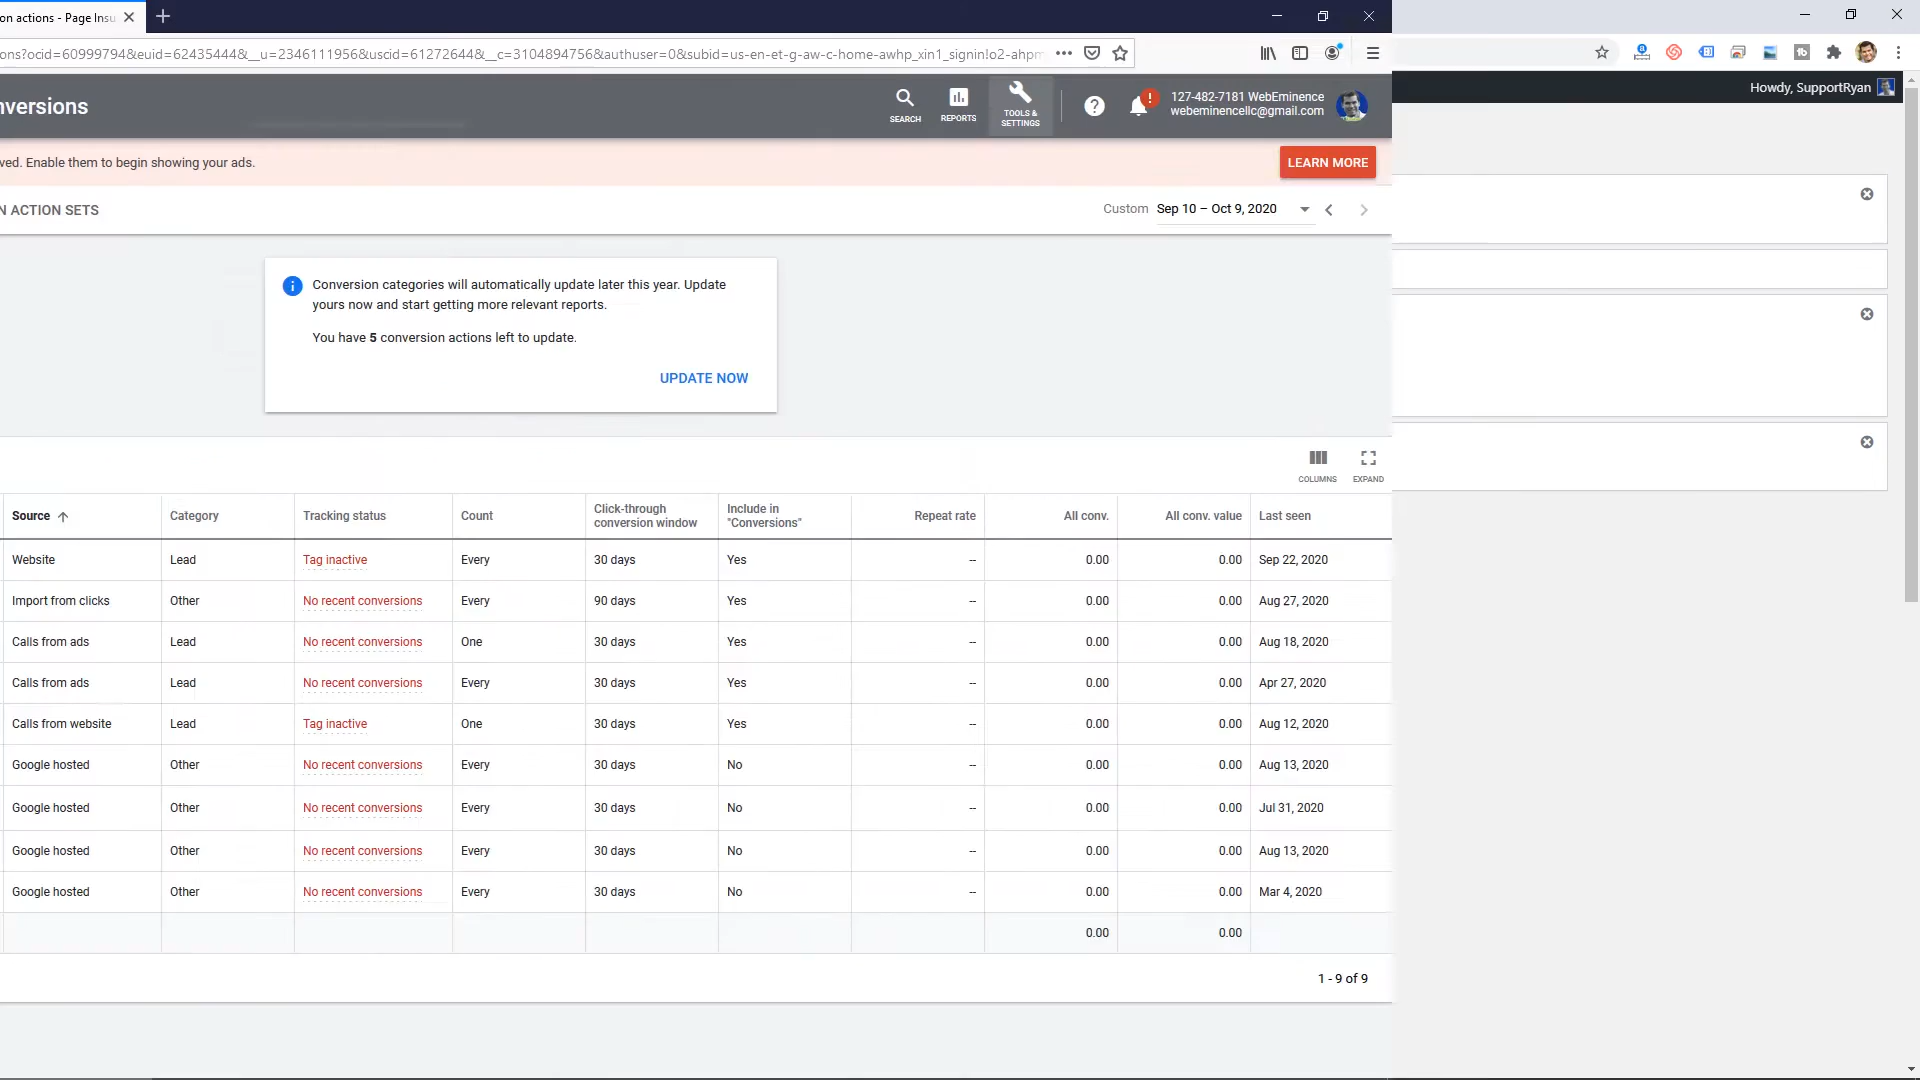 on actions - Page Insu
ons?ocid=60999794&euid=62435444&__u=2346111956&uscid=61272644&__c=3104894756&authuser=0&subid=us-en-et-g-aw-c-home-awhp_xin1_signin!o2-ahpm
nversions
SEARCH
REPORTS
TOOLS &
SETTINGS
127-482-7181 WebEminence
webeminencellc@gmail.com
Howdy, SupportRyan
ved. Enable them to begin showing your ads.
LEARN MORE
N ACTION SETS
Custom Sep 10 – Oct 9, 2020
Conversion categories will automatically update later this year. Update
yours now and start getting more relevant reports.
You have 5 conversion actions left to update.
UPDATE NOW
COLUMNS
EXPAND
Source Category Tracking status Count Click-through conversion window Include in "Conversions" Repeat rate All conv. All conv. value Last seen
Website Lead Tag inactive Every 30 days Yes -- 0.00 0.00 Sep 22, 2020
Import from clicks Other No recent conversions Every 90 days Yes -- 0.00 0.00 Aug 27, 2020
Calls from ads Lead No recent conversions One 30 days Yes -- 0.00 0.00 Aug 18, 2020
Calls from ads Lead No recent conversions Every 30 days Yes -- 0.00 0.00 Apr 27, 2020
Calls from website Lead Tag inactive One 30 days Yes -- 0.00 0.00 Aug 12, 2020
Google hosted Other No recent conversions Every 30 days No -- 0.00 0.00 Aug 13, 2020
Google hosted Other No recent conversions Every 30 days No -- 0.00 0.00 Jul 31, 2020
Google hosted Other No recent conversions Every 30 days No -- 0.00 0.00 Aug 13, 2020
Google hosted Other No recent conversions Every 30 days No -- 0.00 0.00 Mar 4, 2020
0.00 0.00
1 - 9 of 9